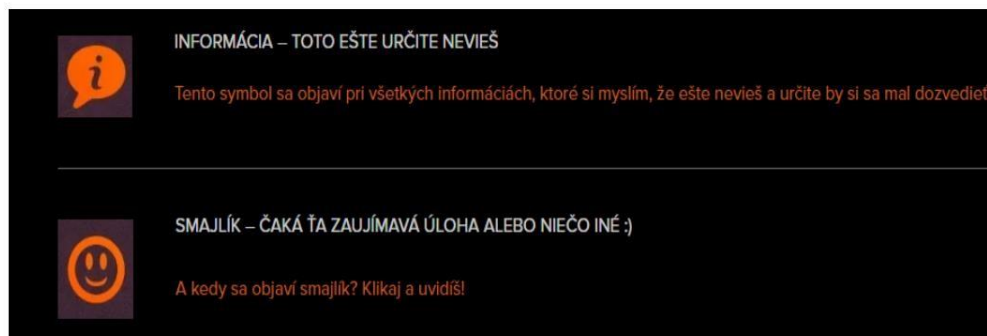 INFORMÁCIA – TOTO EŠTE URČITE NEVIEŠ
Tento symbol sa objaví pri všetkých informáciách, ktoré si myslím, že ešte nevieš a určite by si sa mal dozvedieť
SMAJLÍK – ČAKÁ ŤA ZAUJÍMAVÁ ÚLOHA ALEBO NIEČO INÉ :)
A kedy sa objaví smajlík? Klikaj a uvidíš!